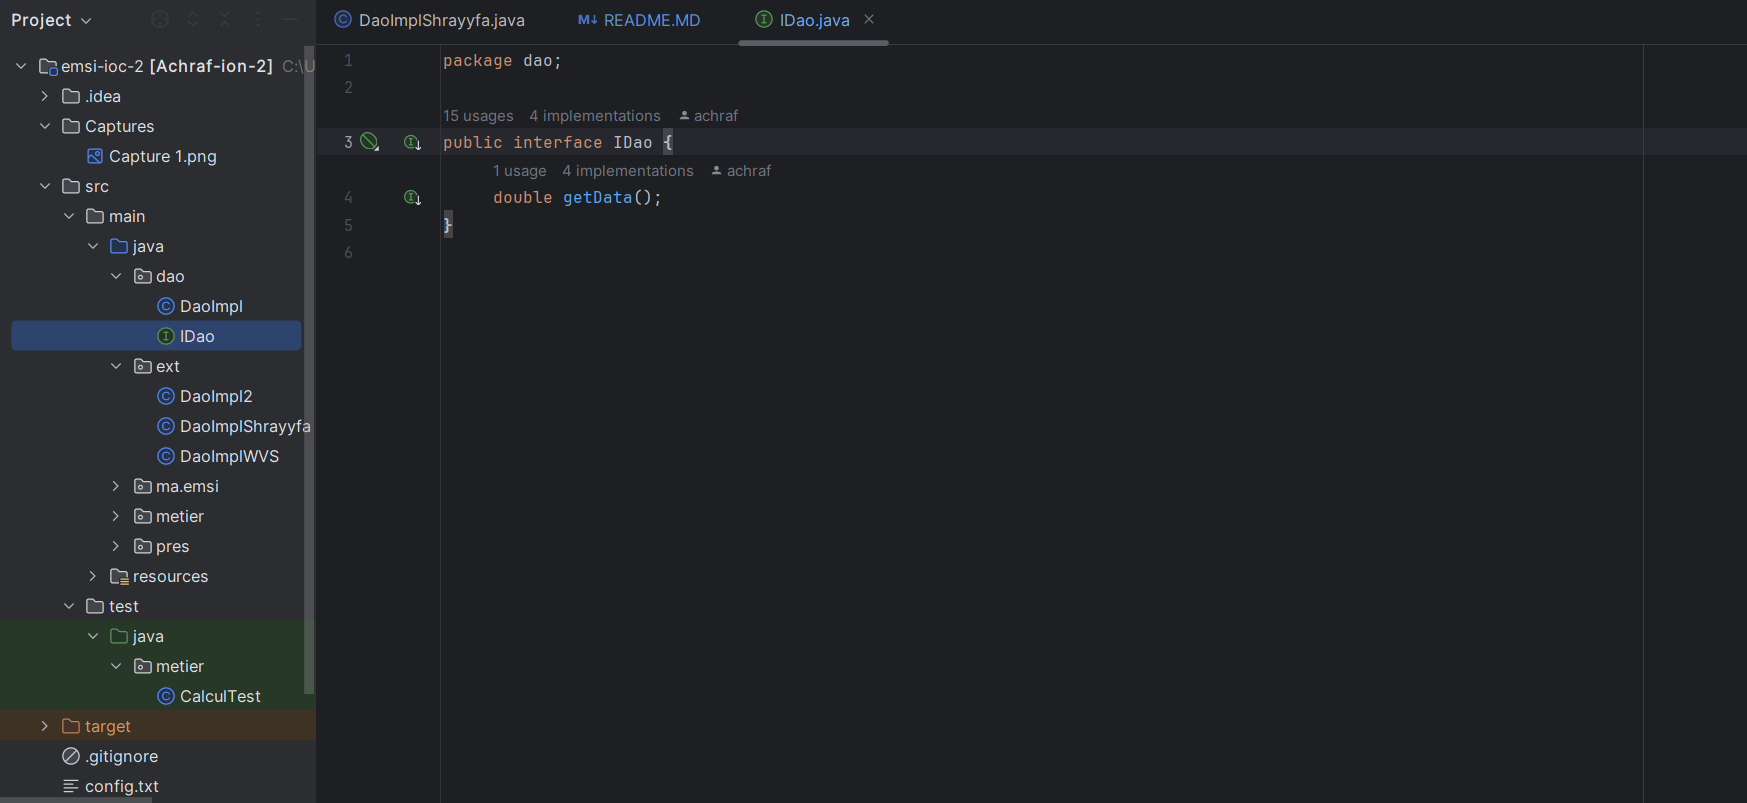 Project
emsi-ioc-2 [Achraf-ion-2] C:\U
.idea
Captures
Capture 1.png
src
main
java
dao
DaoImpl
IDao
ext
DaoImpl2
DaoImplShrayyfa
DaoImplWVS
ma.emsi
metier
pres
resources
test
java
metier
CalculTest
target
.gitignore
config.txt
DaoImplShrayyfa.java M↓ README.MD IDao.java
1 package dao;
2
15 usages 4 implementations achraf
3 public interface IDao {
1 usage 4 implementations achraf
4 double getData();
5 }
6